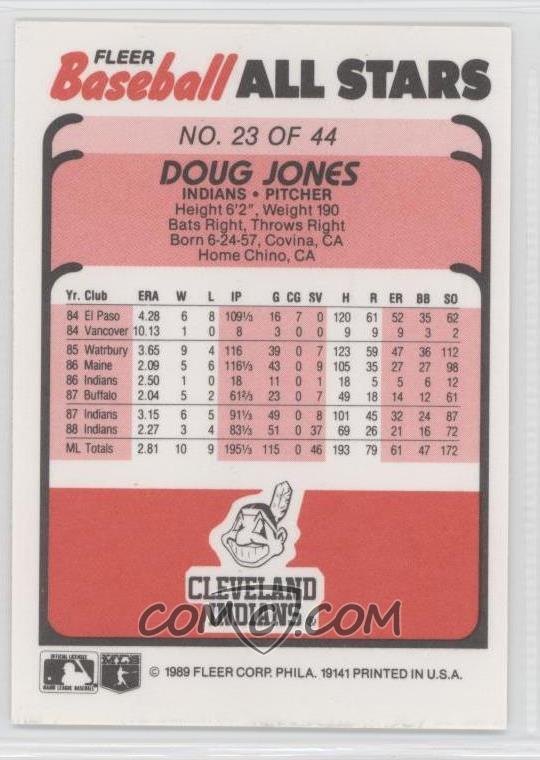 FLEER
Baseball ALL STARS
NO. 23 OF 44
DOUG JONES
INDIANS • PITCHER
Height 6'2", Weight 190
Bats Right, Throws Right
Born 6-24-57, Covina, CA
Home Chino, CA
Yr. Club ERA W L IP G CG SV H R ER BB SO
84 El Paso 4.28 6 8 109⅓ 16 7 0 120 61 52 35 62
84 Vancover 10.13 1 0 8 3 0 0 9 9 9 3 2
85 Watrbury 3.65 9 4 116 39 0 7 123 59 47 36 112
86 Maine 2.09 5 6 116⅓ 43 0 9 105 35 27 27 98
86 Indians 2.50 1 0 18 11 0 1 18 5 5 6 12
87 Buffalo 2.04 5 2 61⅔ 23 0 7 49 18 14 12 61
87 Indians 3.15 6 5 91⅓ 49 0 8 101 45 32 24 87
88 Indians 2.27 3 4 83⅓ 51 0 37 69 26 21 16 72
ML Totals 2.81 10 9 195⅓ 115 0 46 193 79 61 47 172
CLEVELAND
INDIANS ®
COMC.COM
OFFICIAL LICENSEE
MAJOR LEAGUE BASEBALL
© 1989 FLEER CORP. PHILA. 19141 PRINTED IN U.S.A.